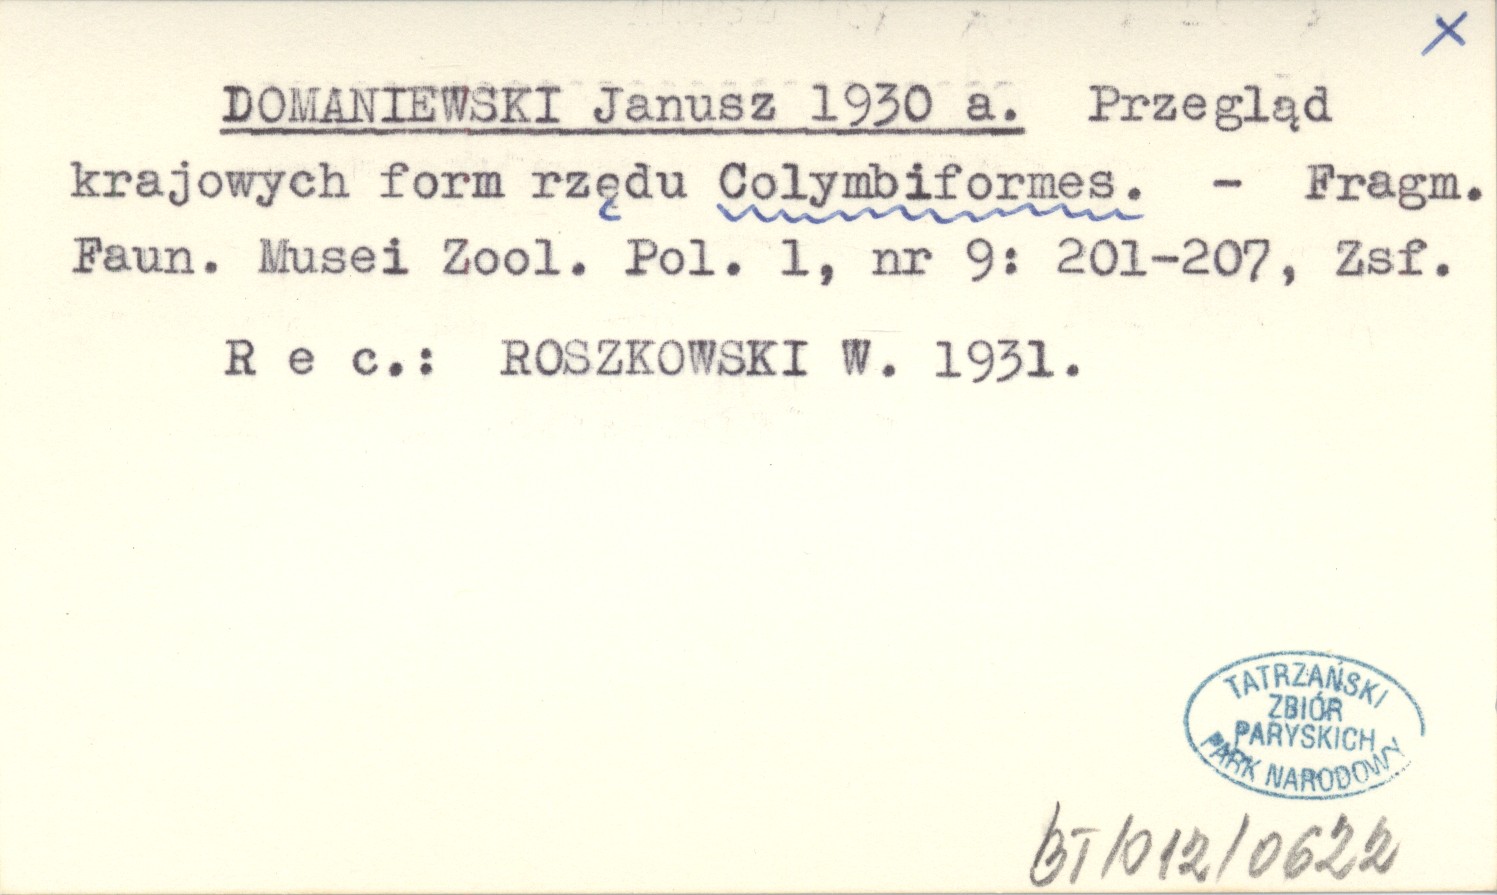 X
DOMANIEWSKI Janusz 1930 a. Przegląd
krajowych form rzędu Colymbiformes. - Fragm.
Faun. Musei Zool. Pol. 1, nr 9: 201-207, Zsf.
R e c.: ROSZKOWSKI W. 1931.
TATRZAŃSKI
ZBIÓR
PARYSKICH
PARK NARODOWY
BT/012/0622